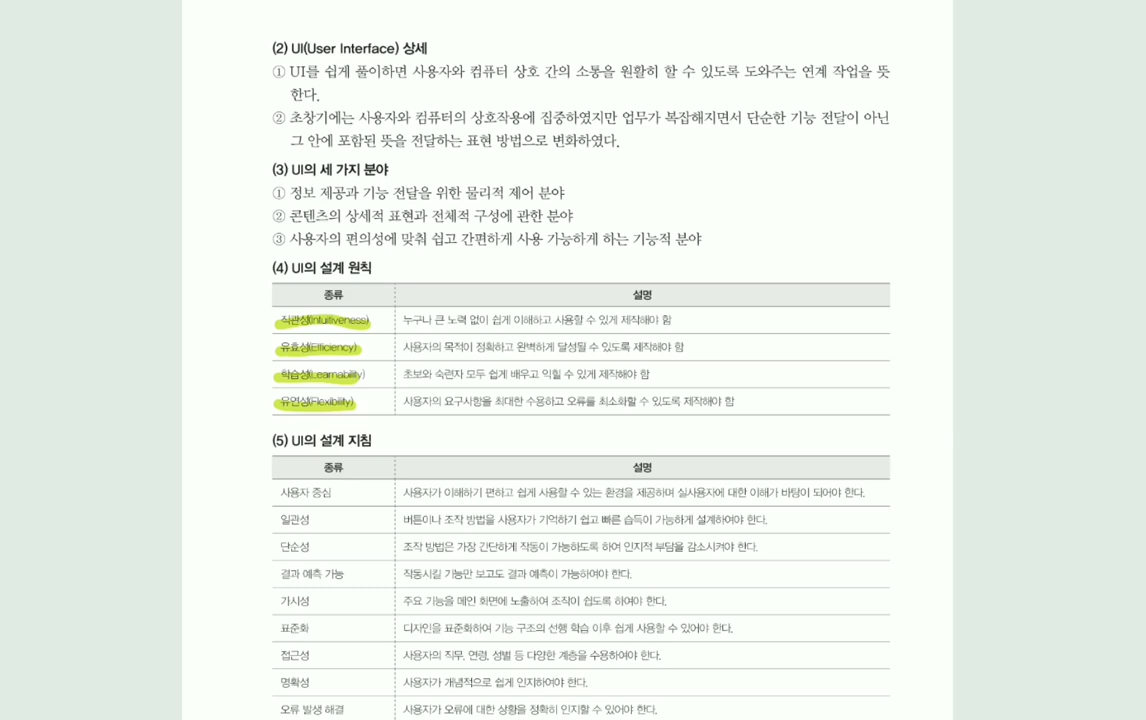 (2) UI(User Interface) 상세
① UI를 쉽게 풀이하면 사용자와 컴퓨터 상호 간의 소통을 원활히 할 수 있도록 도와주는 연계 작업을 뜻
한다.
② 초창기에는 사용자와 컴퓨터의 상호작용에 집중하였지만 업무가 복잡해지면서 단순한 기능 전달이 아닌
그 안에 포함된 뜻을 전달하는 표현 방법으로 변화하였다.
(3) UI의 세 가지 분야
① 정보 제공과 기능 전달을 위한 물리적 제어 분야
② 콘텐츠의 상세적 표현과 전체적 구성에 관한 분야
③ 사용자의 편의성에 맞춰 쉽고 간편하게 사용 가능하게 하는 기능적 분야
(4) UI의 설계 원칙
종류 설명
직관성(Intuitiveness) 누구나 큰 노력 없이 쉽게 이해하고 사용할 수 있게 제작해야 함
유효성(Efficiency) 사용자의 목적이 정확하고 완벽하게 달성될 수 있도록 제작해야 함
학습성(Learnability) 초보와 숙련자 모두 쉽게 배우고 익힐 수 있게 제작해야 함
유연성(Flexibility) 사용자의 요구사항을 최대한 수용하고 오류를 최소화할 수 있도록 제작해야 함
(5) UI의 설계 지침
종류 설명
사용자 중심 사용자가 이해하기 편하고 쉽게 사용할 수 있는 환경을 제공하며 실사용자에 대한 이해가 바탕이 되어야 한다.
일관성 버튼이나 조작 방법을 사용자가 기억하기 쉽고 빠른 습득이 가능하게 설계하여야 한다.
단순성 조작 방법은 가장 간단하게 작동이 가능하도록 하여 인지적 부담을 감소시켜야 한다.
결과 예측 가능 작동시킬 기능만 보고도 결과 예측이 가능하여야 한다.
가시성 주요 기능을 메인 화면에 노출하여 조작이 쉽도록 하여야 한다.
표준화 디자인을 표준화하여 기능 구조의 선행 학습 이후 쉽게 사용할 수 있어야 한다.
접근성 사용자의 직무, 연령, 성별 등 다양한 계층을 수용하여야 한다.
명확성 사용자가 개념적으로 쉽게 인지하여야 한다.
오류 발생 해결 사용자가 오류에 대한 상황을 정확히 인지할 수 있어야 한다.